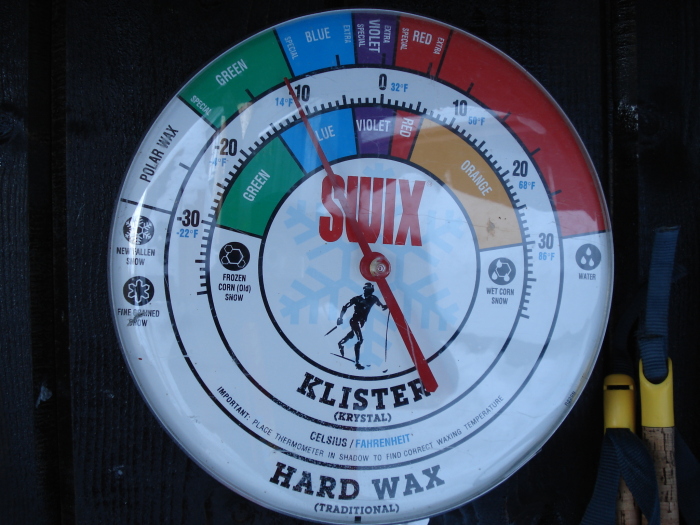 SPECIAL
BLUE
EXTRA
SPECIAL
VIOLET
EXTRA
SPECIAL
RED
EXTRA
GREEN
SPECIAL
POLAR WAX
-30
-22°F
-20
-4°F
10
14°F
0
32°F
10
50°F
20
68°F
30
86°F
GREEN
BLUE
VIOLET
RED
ORANGE
SWIX
NEW FALLEN
SNOW
FINE GRAINED
SNOW
FROZEN
CORN (Old)
SNOW
WET CORN
SNOW
WATER
KLISTER
(KRYSTAL)
CELSIUS / FAHRENHEIT°
IMPORTANT: PLACE THERMOMETER IN SHADOW TO FIND CORRECT WAXING TEMPERATURE
HARD WAX
(TRADITIONAL)